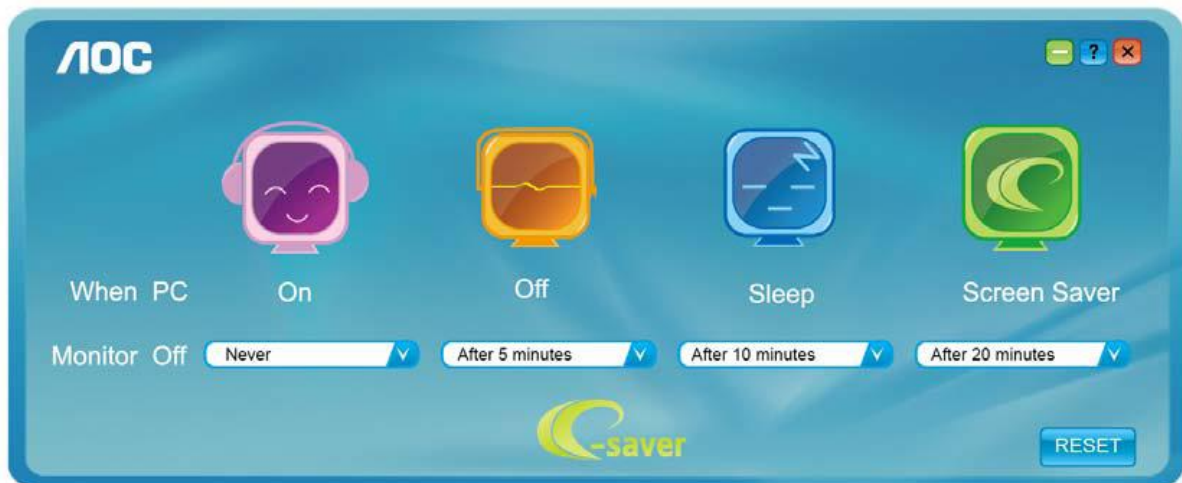 AOC
?
When PC On Off Sleep Screen Saver
Monitor Off Never After 5 minutes After 10 minutes After 20 minutes
e-saver
RESET